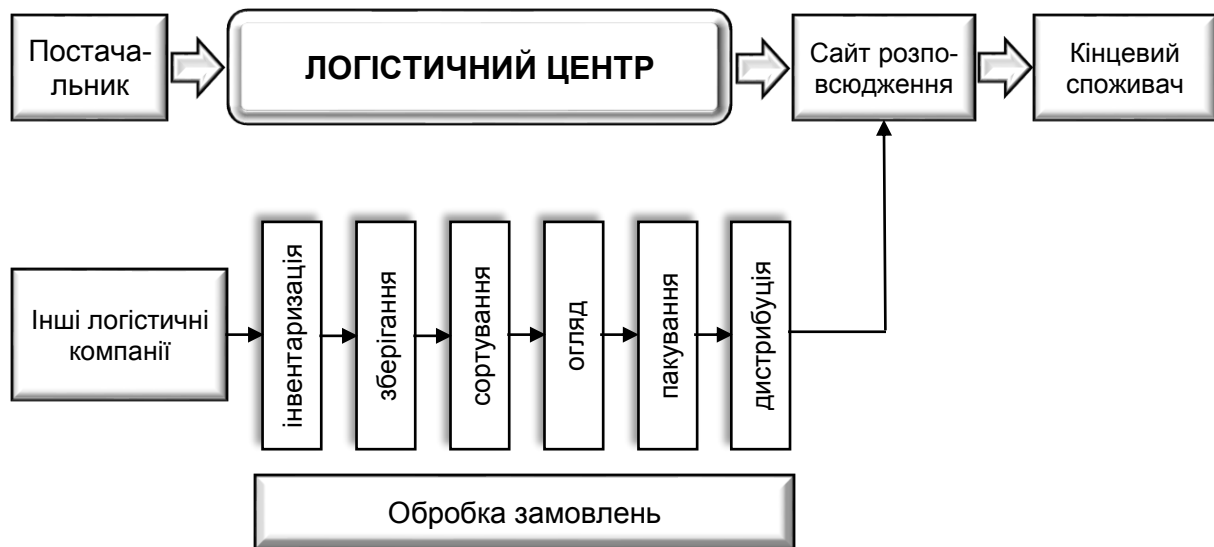 Постача-
льник
ЛОГІСТИЧНИЙ ЦЕНТР
Сайт розпо-
всюдження
Кінцевий
споживач
Інші логістичні
компанії
інвентаризація
зберігання
сортування
огляд
пакування
дистрибуція
Обробка замовлень